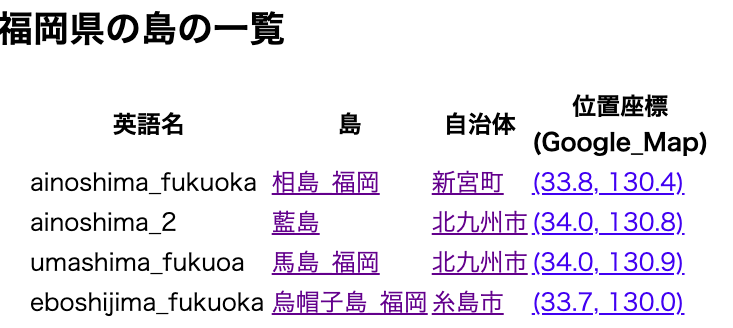 福岡県の島の一覧
英語名 島 自治体 位置座標
(Google_Map)
ainoshima_fukuoka 相島_福岡 新宮町 (33.8, 130.4)
ainoshima_2 藍島 北九州市 (34.0, 130.8)
umashima_fukuoa 馬島_福岡 北九州市 (34.0, 130.9)
eboshijima_fukuoka 烏帽子島_福岡 糸島市 (33.7, 130.0)